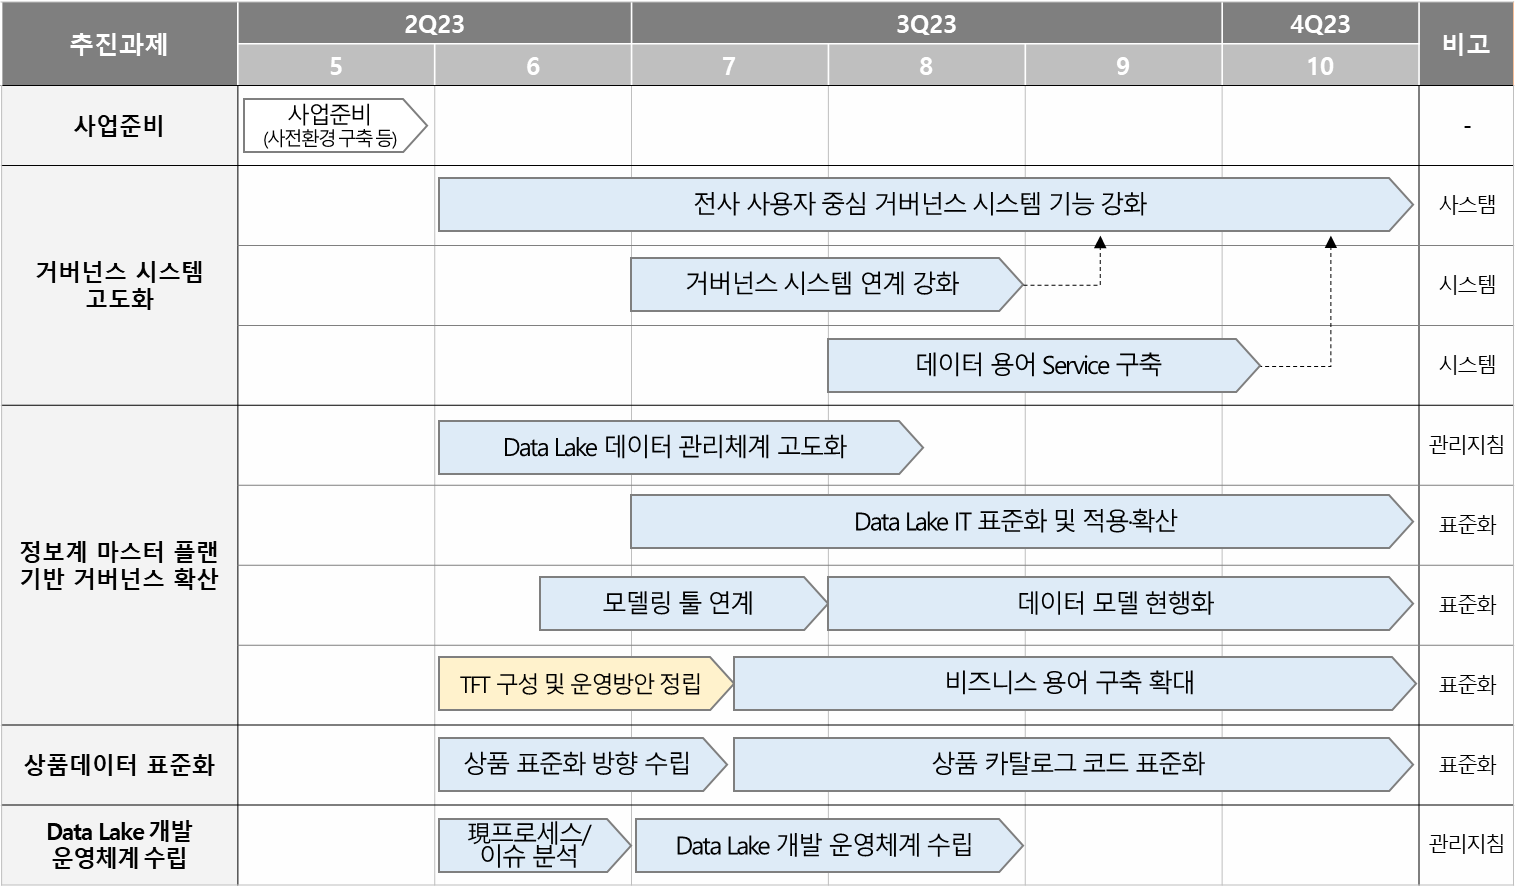 추진과제
2Q23
3Q23
4Q23
비고
5
6
7
8
9
10
사업준비
사업준비
(사전환경 구축 등)
-
거버넌스 시스템
고도화
전사 사용자 중심 거버넌스 시스템 기능 강화
사스탬
거버넌스 시스템 연계 강화
시스템
데이터 용어 Service 구축
시스템
정보계 마스터 플랜
기반 거버넌스 확산
Data Lake 데이터 관리체계 고도화
관리지침
Data Lake IT 표준화 및 적용·확산
표준화
모델링 툴 연계
데이터 모델 현행화
표준화
TFT 구성 및 운영방안 정립
비즈니스 용어 구축 확대
표준화
상품데이터 표준화
상품 표준화 방향 수립
상품 카탈로그 코드 표준화
표준화
Data Lake 개발
운영체계 수립
現프로세스/
이슈 분석
Data Lake 개발 운영체계 수립
관리지침